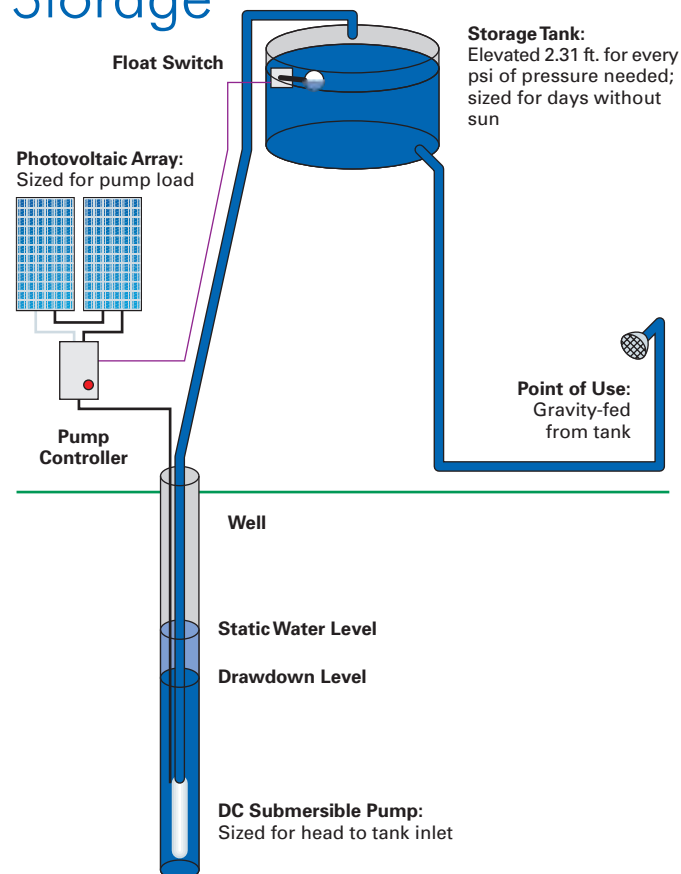 Storage
Storage Tank:
Elevated 2.31 ft. for every
psi of pressure needed;
sized for days without
sun
Float Switch
Photovoltaic Array:
Sized for pump load
Point of Use:
Gravity-fed
from tank
Pump
Controller
Well
Static Water Level
Drawdown Level
DC Submersible Pump:
Sized for head to tank inlet